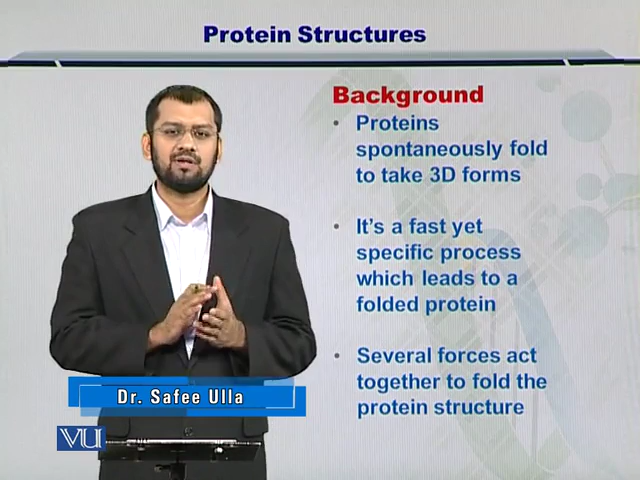 Protein Structures
Background
• Proteins
spontaneously fold
to take 3D forms
• It's a fast yet
specific process
which leads to a
folded protein
• Several forces act
together to fold the
protein structure
Dr. Safee Ulla
VU